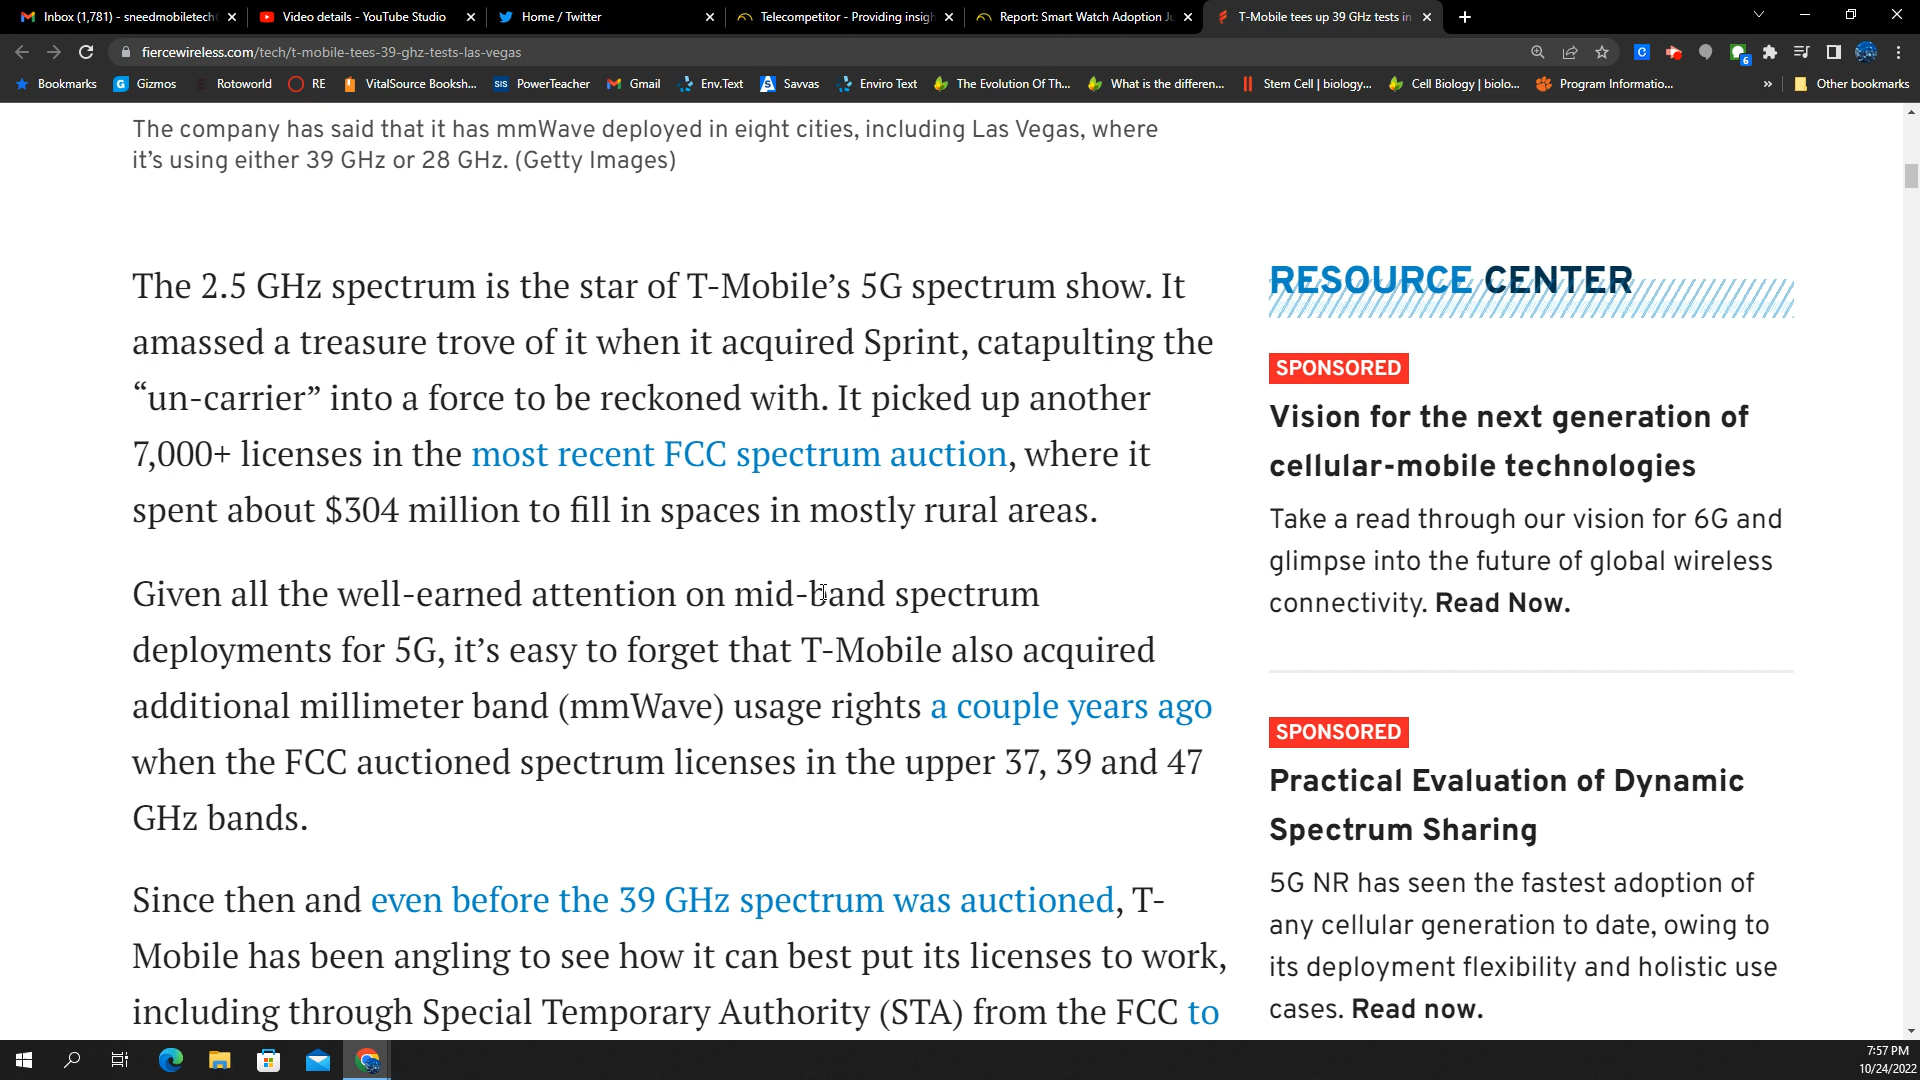 Inbox (1,781) - sneedmobiletech
Video details - YouTube Studio
Home / Twitter
Telecompetitor - Providing insigh
Report: Smart Watch Adoption Ju
T-Mobile tees up 39 GHz tests in
fiercewireless.com/tech/t-mobile-tees-39-ghz-tests-las-vegas
6
Bookmarks
Gizmos
Rotoworld
RE
VitalSource Booksh...
SIS PowerTeacher
Gmail
Env.Text
Savvas
Enviro Text
The Evolution Of Th...
What is the differen...
Stem Cell | biology...
Cell Biology | biolo...
Program Informatio...
»
Other bookmarks
The company has said that it has mmWave deployed in eight cities, including Las Vegas, where
it’s using either 39 GHz or 28 GHz. (Getty Images)
The 2.5 GHz spectrum is the star of T-Mobile’s 5G spectrum show. It
amassed a treasure trove of it when it acquired Sprint, catapulting the
“un-carrier” into a force to be reckoned with. It picked up another
7,000+ licenses in the most recent FCC spectrum auction, where it
spent about $304 million to fill in spaces in mostly rural areas.
Given all the well-earned attention on mid-band spectrum
deployments for 5G, it’s easy to forget that T-Mobile also acquired
additional millimeter band (mmWave) usage rights a couple years ago
when the FCC auctioned spectrum licenses in the upper 37, 39 and 47
GHz bands.
Since then and even before the 39 GHz spectrum was auctioned, T-
Mobile has been angling to see how it can best put its licenses to work,
including through Special Temporary Authority (STA) from the FCC to
RESOURCE CENTER
SPONSORED
Vision for the next generation of
cellular-mobile technologies
Take a read through our vision for 6G and
glimpse into the future of global wireless
connectivity. Read Now.
SPONSORED
Practical Evaluation of Dynamic
Spectrum Sharing
5G NR has seen the fastest adoption of
any cellular generation to date, owing to
its deployment flexibility and holistic use
cases. Read now.
7:57 PM
10/24/2022